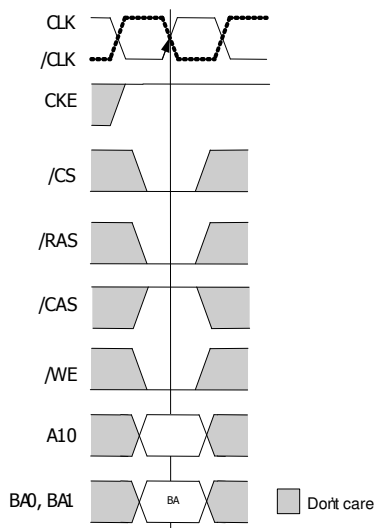 CLK
/CLK
CKE
/CS
/RAS
/CAS
/WE
A10
BA0, BA1
BA
Don't care